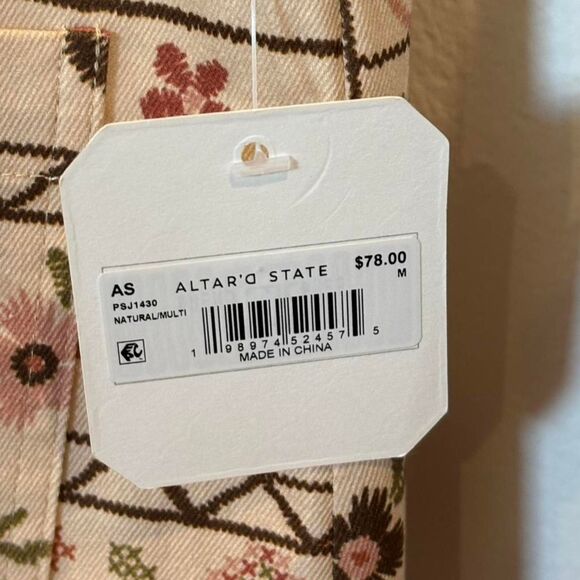 AS ALTAR'D STATE $78.00
PSJ1430 M
NATURAL/MULTI
1 98974 52457 5
MADE IN CHINA